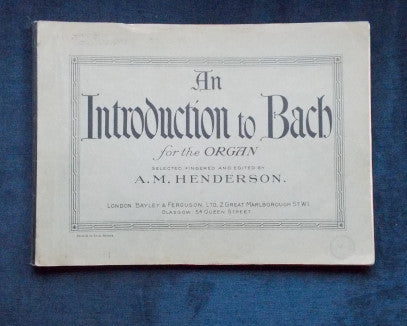 An
Introduction to Bach
for the ORGAN
SELECTED FINGERED AND EDITED BY
A. M. HENDERSON.
LONDON BAYLEY & FERGUSON, LTD, 2 GREAT MARLBOROUGH ST, W1.
GLASGOW: 54 QUEEN STREET